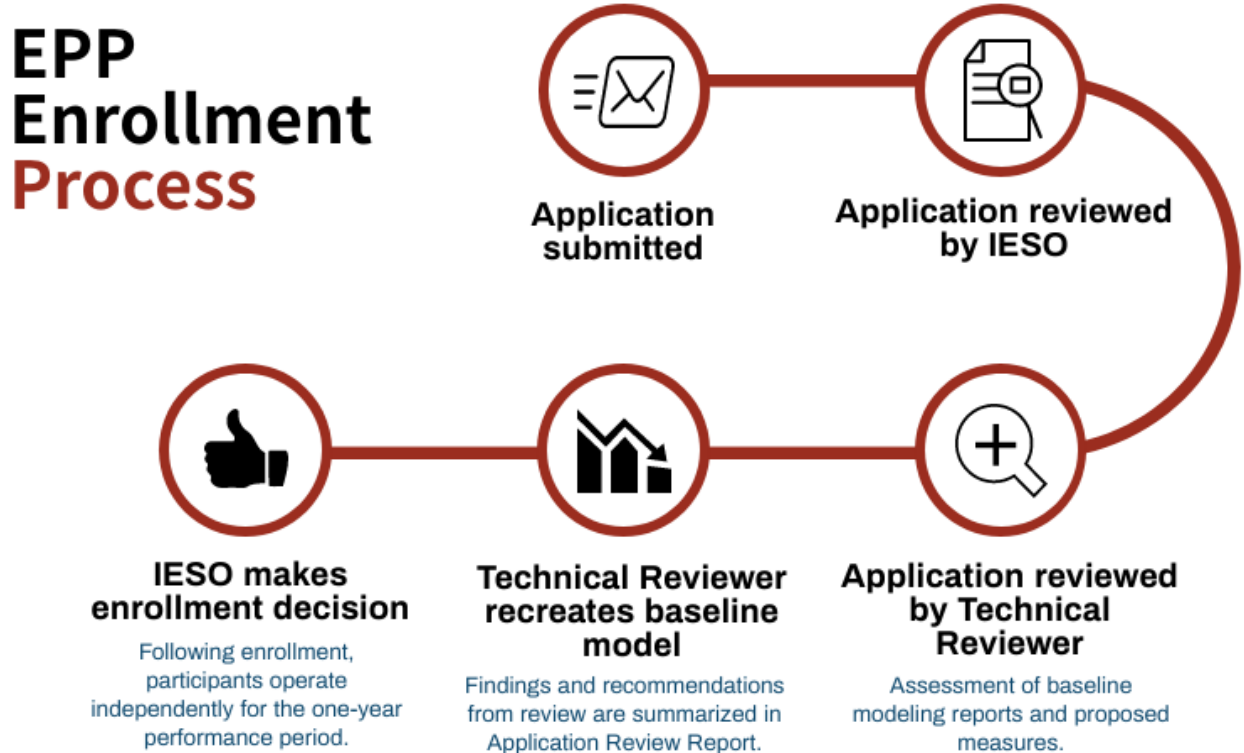 EPP
Enrollment
Process
Application
submitted
Application reviewed
by IESO
Application reviewed
by Technical
Reviewer
Assessment of baseline
modeling reports and proposed
measures.
Technical Reviewer
recreates baseline
model
Findings and recommendations
from review are summarized in
Application Review Report.
IESO makes
enrollment decision
Following enrollment,
participants operate
independently for the one-year
performance period.